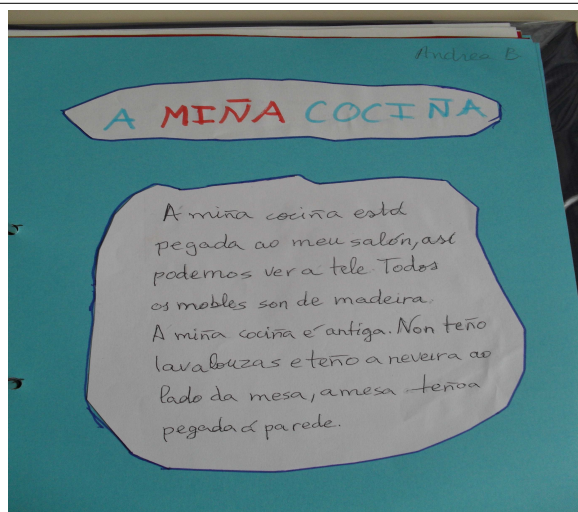 Andrea B
A MIÑA COCIÑA
A miña cociña está
pegada ao meu salón, así
podemos ver a tele. Todos
os mobles son de madeira.
A miña cociña é antiga. Non teño
lavalouzas e teño a neveira ao
lado da mesa, a mesa teñoa
pegada á parede.